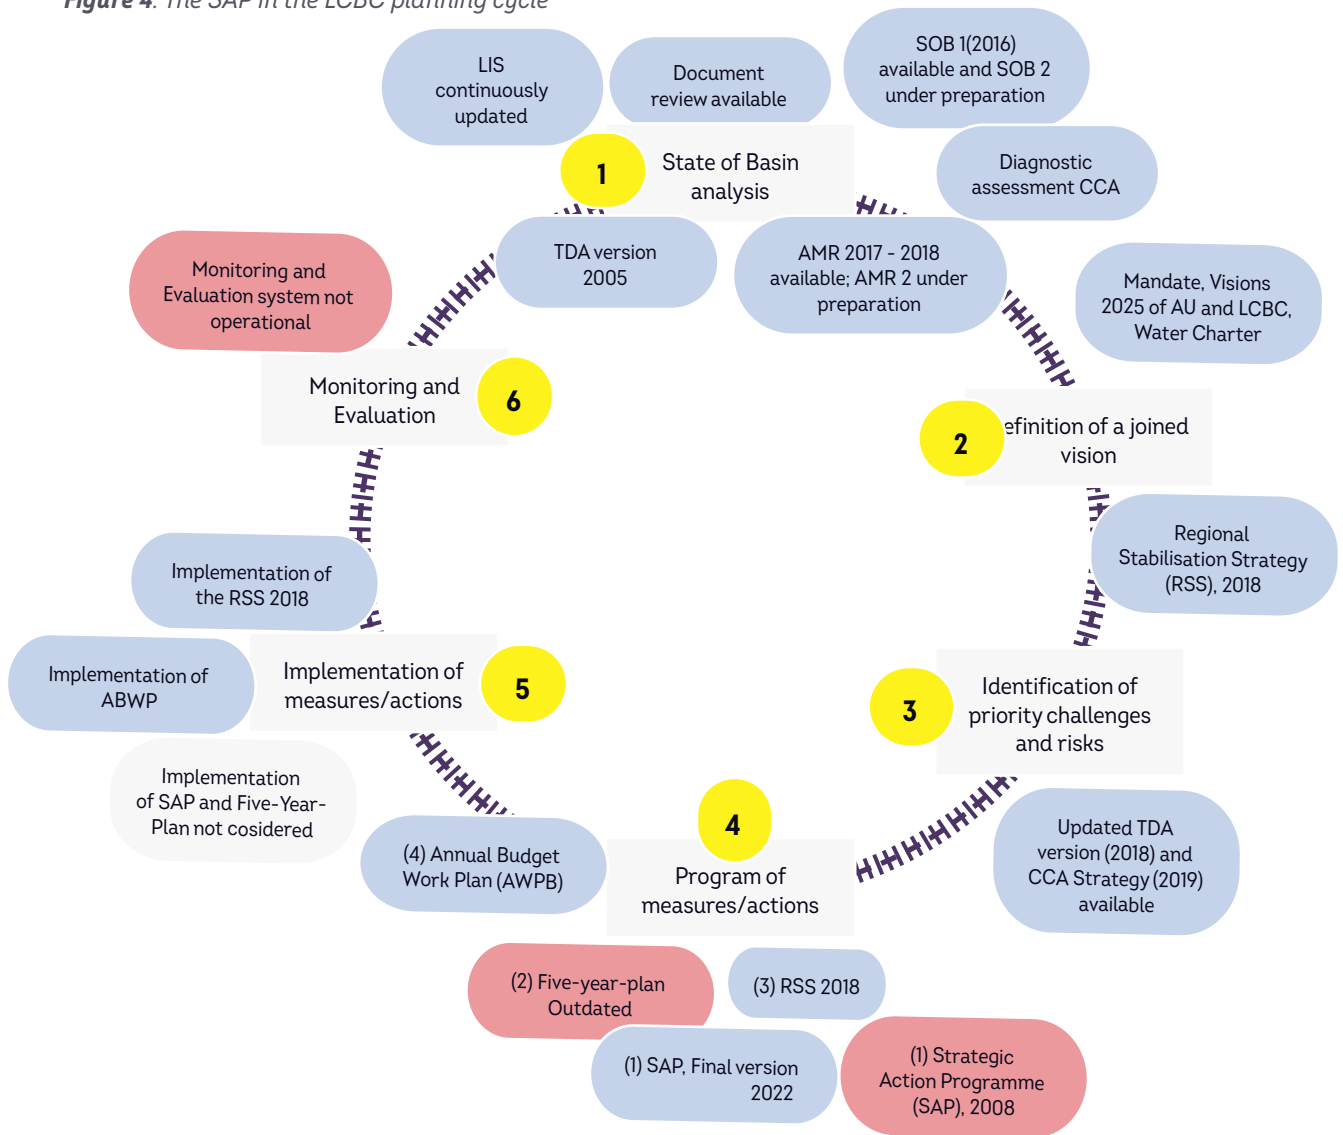 Figure 4. The SAP in the LCBC planning cycle
LIS
continuously
updated
Document
review available
SOB 1(2016)
available and SOB 2
under preparation
1
State of Basin
analysis
Diagnostic
assessment CCA
TDA version
2005
AMR 2017 - 2018
available; AMR 2 under
preparation
Mandate, Visions
2025 of AU and LCBC,
Water Charter
2
efinition of a joined
vision
Regional
Stabilisation Strategy
(RSS), 2018
3
Identification of
priority challenges
and risks
Updated TDA
version (2018) and
CCA Strategy (2019)
available
4
Program of
measures/actions
(4) Annual Budget
Work Plan (AWPB)
(2) Five-year-plan
Outdated
(3) RSS 2018
(1) SAP, Final version
2022
(1) Strategic
Action Programme
(SAP), 2008
5
Implementation of
measures/actions
Implementation of
the RSS 2018
Implementation of
ABWP
Implementation
of SAP and Five-Year-
Plan not cosidered
6
Monitoring and
Evaluation
Monitoring and
Evaluation system not
operational